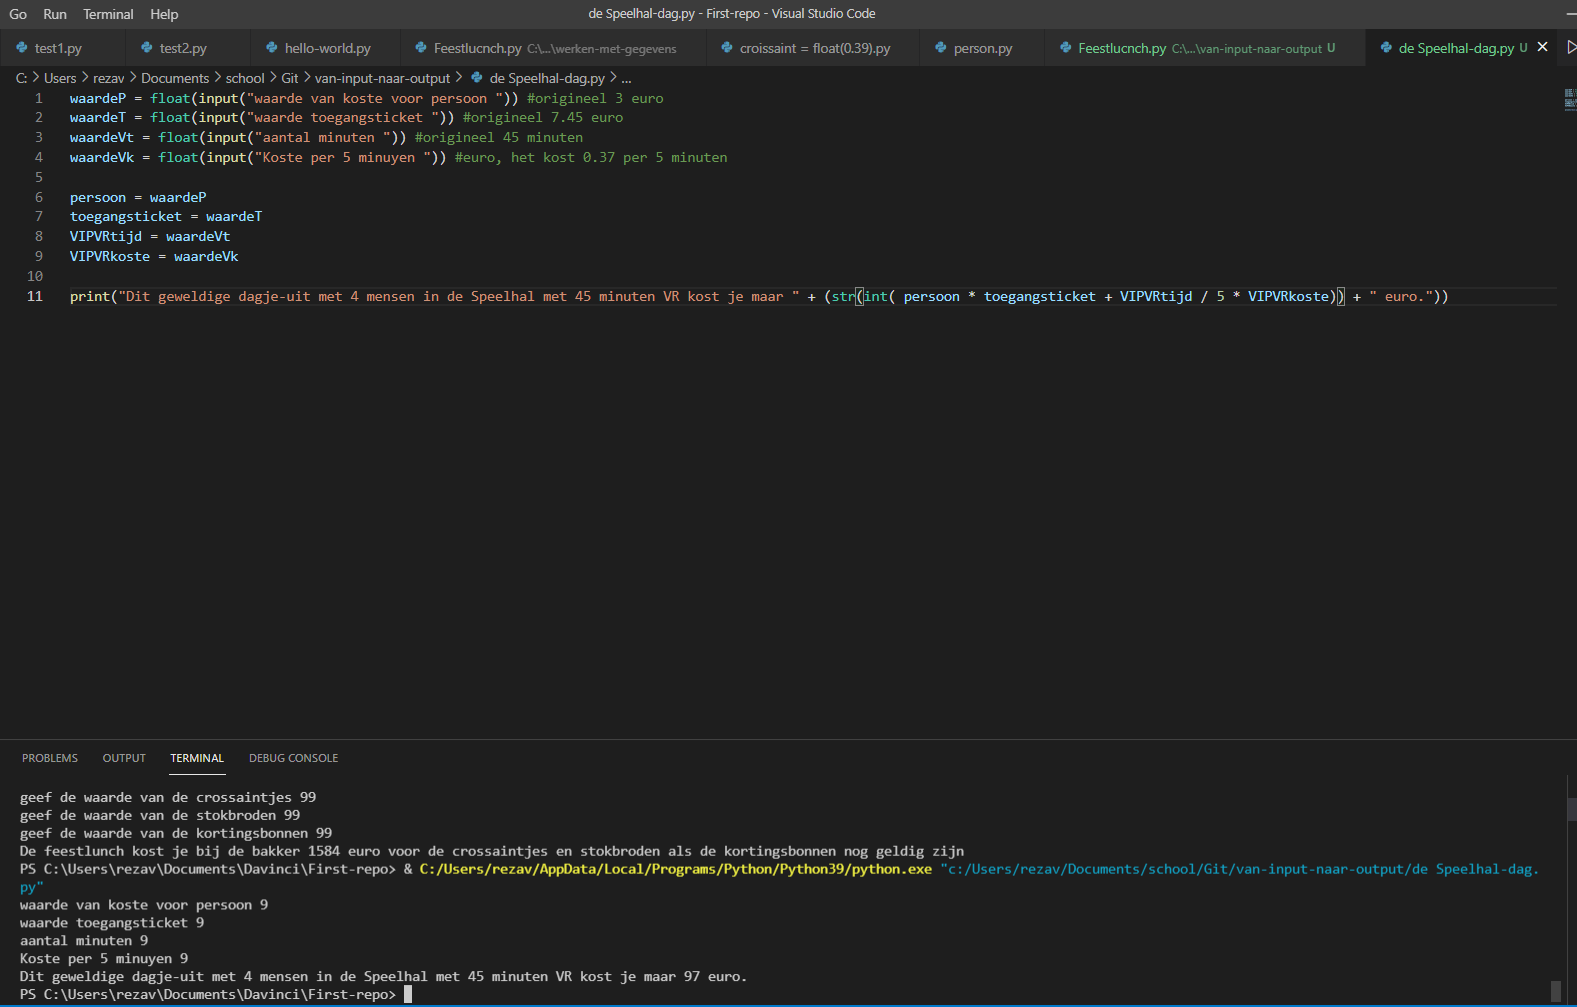 Go Run Terminal Help de Speelhal-dag.py - First-repo - Visual Studio Code
test1.py test2.py hello-world.py Feestlucnch.py C:\...\werken-met-gegevens croissaint = float(0.39).py person.py Feestlucnch.py C:\...\van-input-naar-output U de Speelhal-dag.py U
C: > Users > rezav > Documents > school > Git > van-input-naar-output > de Speelhal-dag.py > ...
1 waardeP = float(input("waarde van koste voor persoon ")) #origineel 3 euro
2 waardeT = float(input("waarde toegangsticket ")) #origineel 7.45 euro
3 waardeVt = float(input("aantal minuten ")) #origineel 45 minuten
4 waardeVk = float(input("Koste per 5 minuyen ")) #euro, het kost 0.37 per 5 minuten
5
6 persoon = waardeP
7 toegangsticket = waardeT
8 VIPVRtijd = waardeVt
9 VIPVRkoste = waardeVk
10
11 print("Dit geweldige dagje-uit met 4 mensen in de Speelhal met 45 minuten VR kost je maar " + (str(int( persoon * toegangsticket + VIPVRtijd / 5 * VIPVRkoste)) + " euro."))
PROBLEMS OUTPUT TERMINAL DEBUG CONSOLE
geef de waarde van de crossaintjes 99
geef de waarde van de stokbroden 99
geef de waarde van de kortingsbonnen 99
De feestlunch kost je bij de bakker 1584 euro voor de crossaintjes en stokbroden als de kortingsbonnen nog geldig zijn
PS C:\Users\rezav\Documents\Davinci\First-repo> & C:/Users/rezav/AppData/Local/Programs/Python/Python39/python.exe "c:/Users/rezav/Documents/school/Git/van-input-naar-output/de Speelhal-dag.
py"
waarde van koste voor persoon 9
waarde toegangsticket 9
aantal minuten 9
Koste per 5 minuyen 9
Dit geweldige dagje-uit met 4 mensen in de Speelhal met 45 minuten VR kost je maar 97 euro.
PS C:\Users\rezav\Documents\Davinci\First-repo>